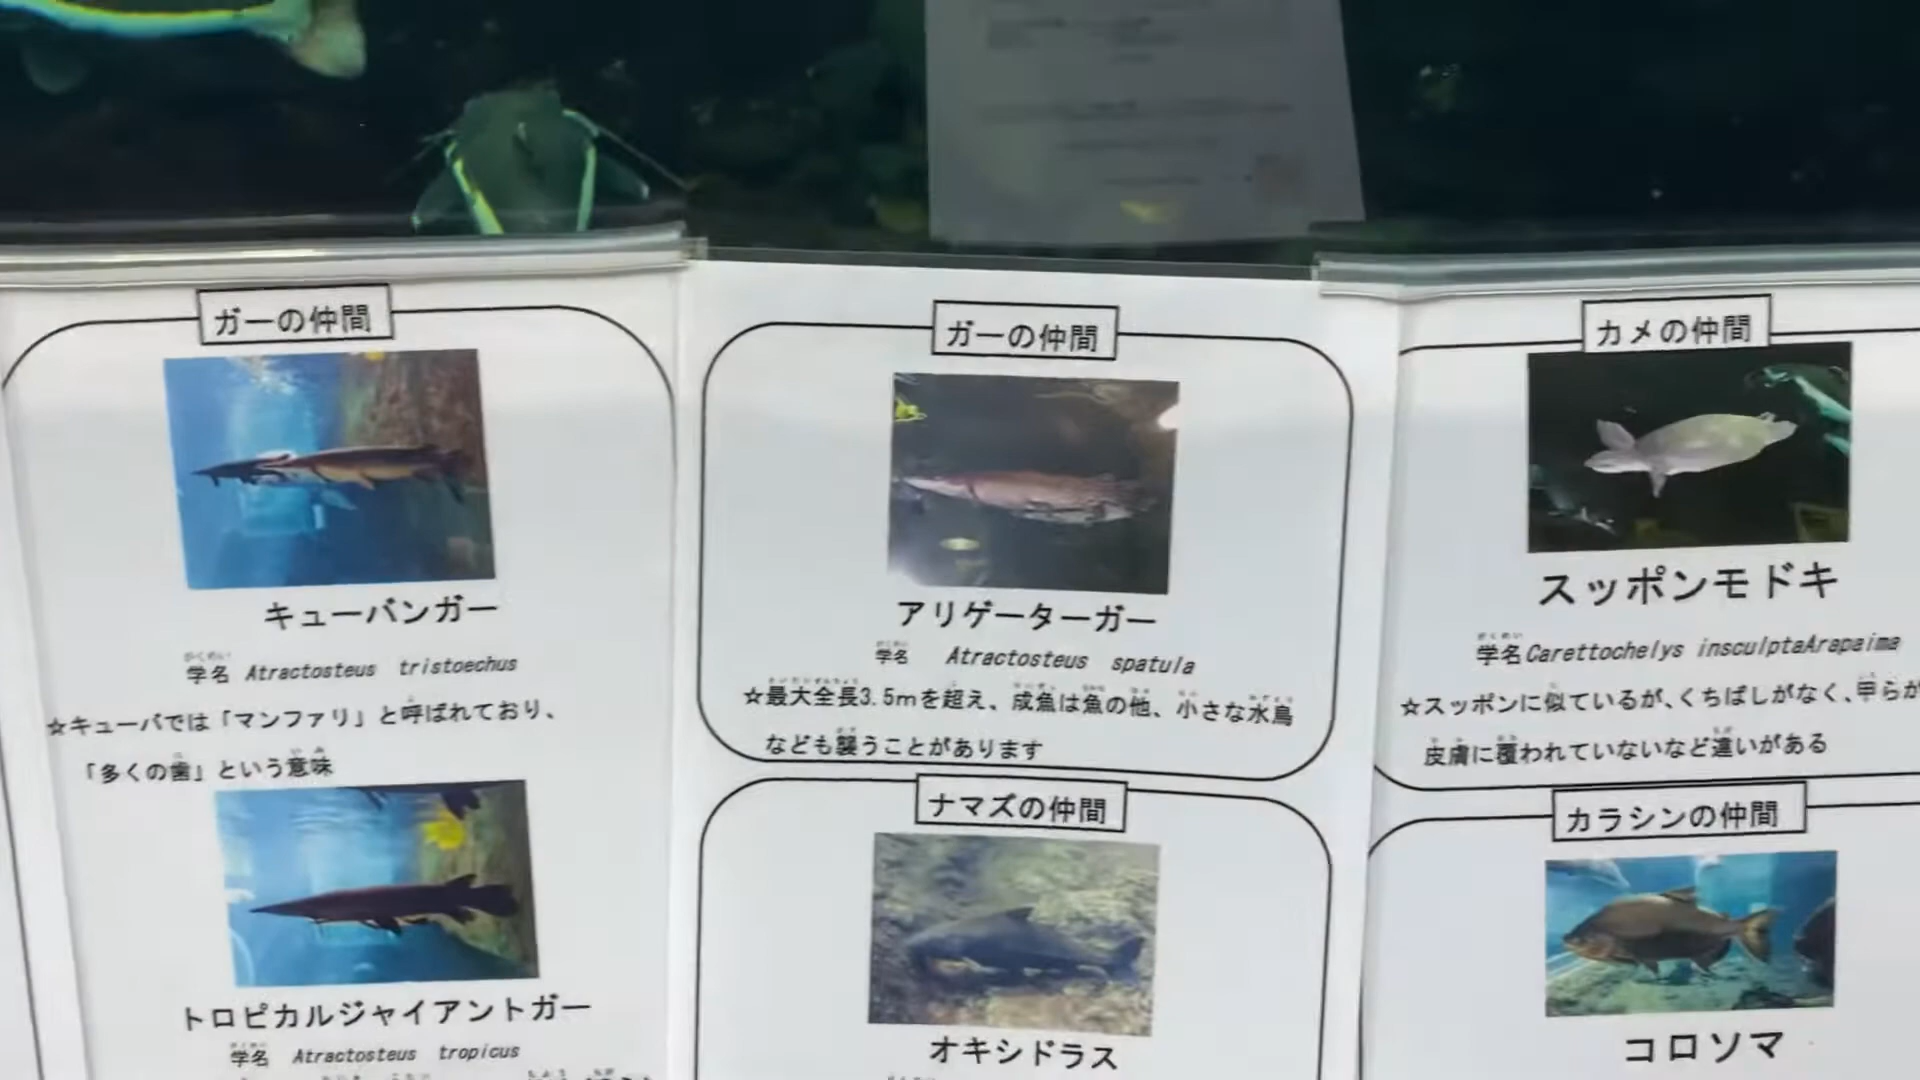 ガーの仲間
キューバンガー
学名 Atractosteus tristoechus
☆キューバでは「マンファリ」と呼ばれており、
「多くの歯」という意味
トロピカルジャイアントガー
学名 Atractosteus tropicus
ガーの仲間
アリゲーターガー
学名 Atractosteus spatula
☆最大全長3.5mを超え、成魚は魚の他、小さな水鳥
なども襲うことがあります
ナマズの仲間
オキシドラス
カメの仲間
スッポンモドキ
学名 Carettochelys insculptaArapaima
☆スッポンに似ているが、くちばしがなく、甲らが
皮膚に覆われていないなど違いがある
カラシンの仲間
コロソマ